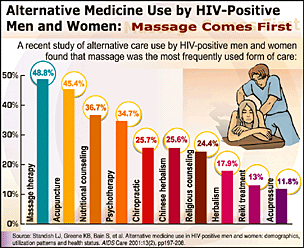 Alternative Medicine Use by HIV-Positive
Men and Women: Massage Comes First
A recent study of alternative care use by HIV-positive men and women
found that massage was the most frequently used form of care:
50%
40%
30%
20%
10%
0%
48.8%
45.4%
36.7%
34.7%
25.7%
25.6%
24.4%
17.9%
13%
11.8%
Massage therapy
Acupuncture
Nutritional counseling
Psychotherapy
Chiropractic
Chinese herbalism
Religious counseling
Herbalism
Reiki treatment
Acupressure
Source: Standish LJ, Greene KB, Bain S, et al. Alternative medicine use in HIV-positive men and women: demographics,
utilization patterns and health status. AIDS Care 2001:13(2), pp197-208.